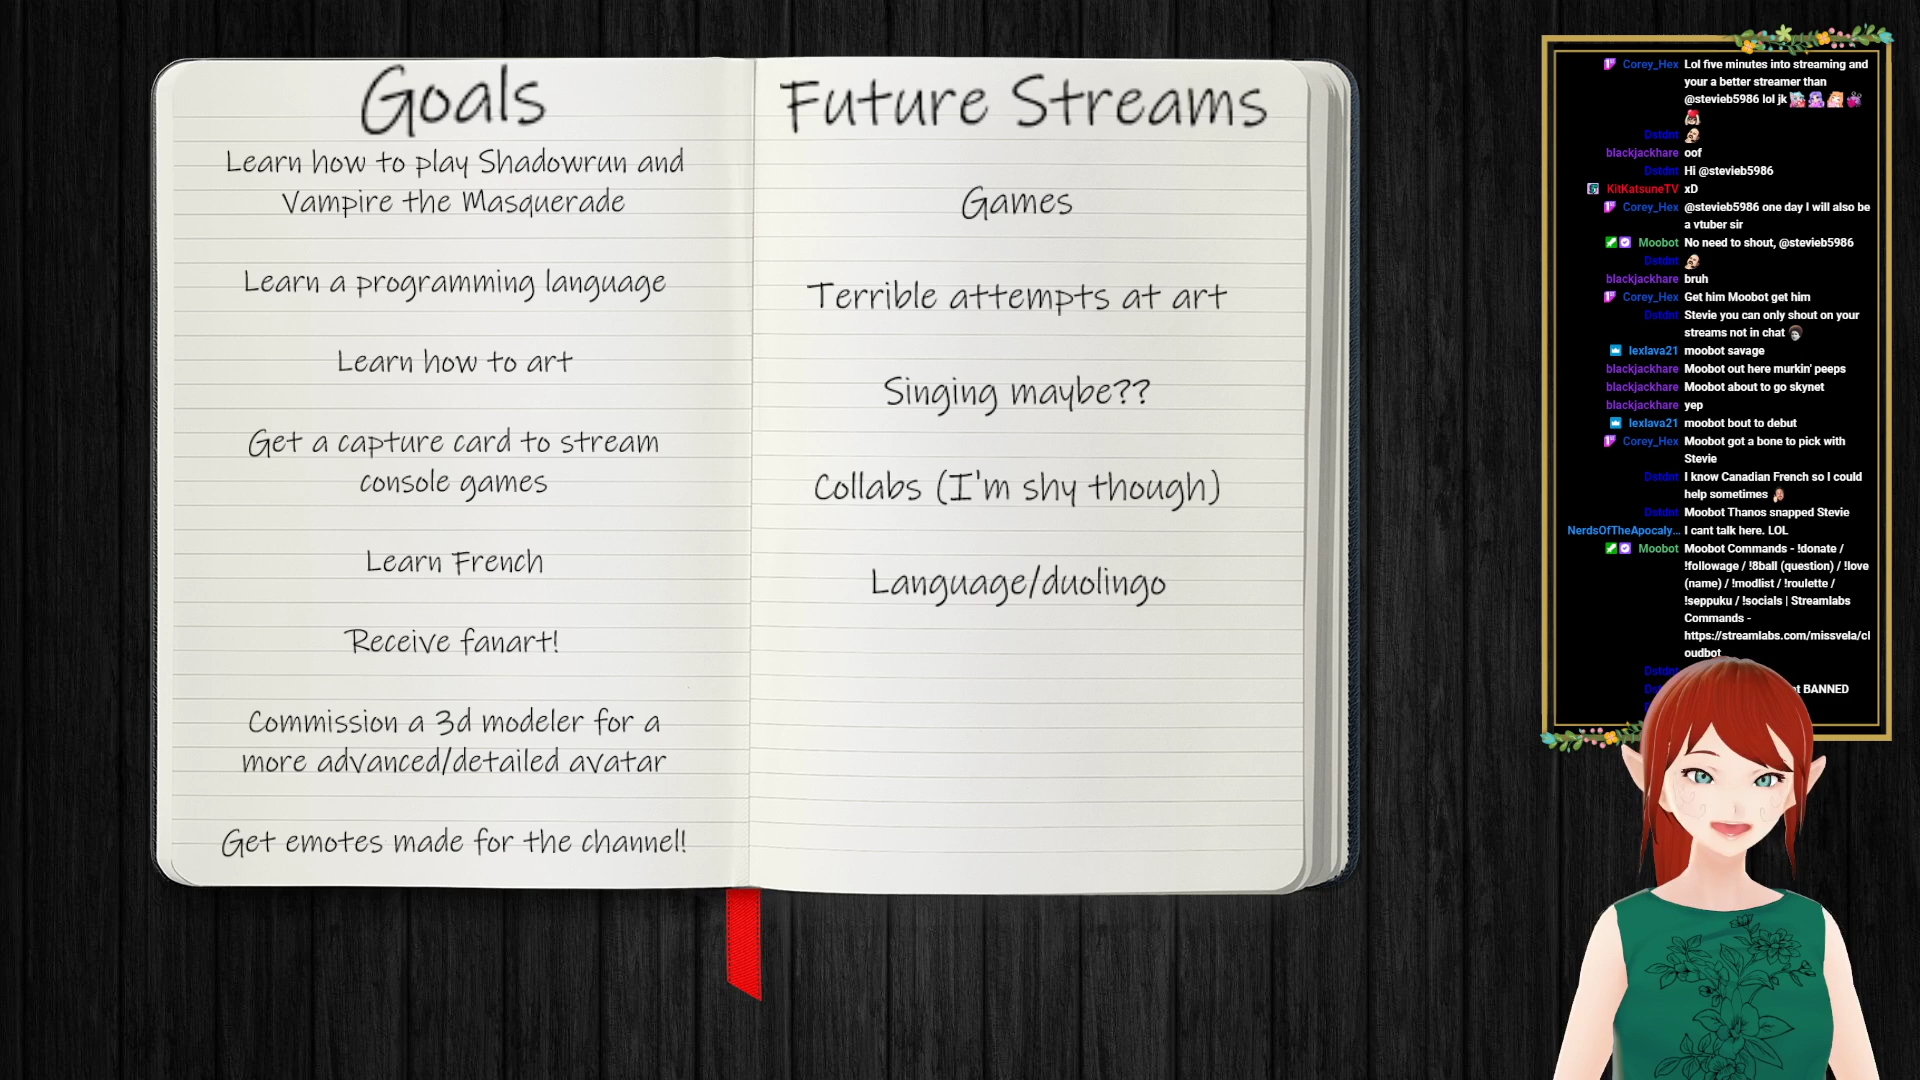 Goals
Learn how to play Shadowrun and
Vampire the Masquerade
Learn a programming language
Learn how to art
Get a capture card to stream
console games
Learn French
Receive fanart!
Commission a 3d modeler for a
more advanced/detailed avatar
Get emotes made for the channel!
Future Streams
Games
Terrible attempts at art
Singing maybe??
Collabs (I'm shy though)
Language/duolingo
Corey_Hex Lol five minutes into streaming and
your a better streamer than
@stevieb5986 lol jk
Dstdnt
blackjackhare oof
Dstdnt Hi @stevieb5986
KitKatsuneTV xD
Corey_Hex @stevieb5986 one day I will also be
a vtuber sir
Moobot No need to shout, @stevieb5986
Dstdnt
blackjackhare bruh
Corey_Hex Get him Moobot get him
Dstdnt Stevie you can only shout on your
streams not in chat
lexlava21 moobot savage
blackjackhare Moobot out here murkin' peeps
blackjackhare Moobot about to go skynet
blackjackhare yep
lexlava21 moobot bout to debut
Corey_Hex Moobot got a bone to pick with
Stevie
Dstdnt I know Canadian French so I could
help sometimes
Dstdnt Moobot Thanos snapped Stevie
NerdsOfTheApocaly... I cant talk here. LOL
Moobot Moobot Commands - !donate /
!followage / !8ball (question) / !love
(name) / !modlist / !roulette /
!seppuku / !socials | Streamlabs
Commands -
https://streamlabs.com/missvela/cl
oudbot
BANNED